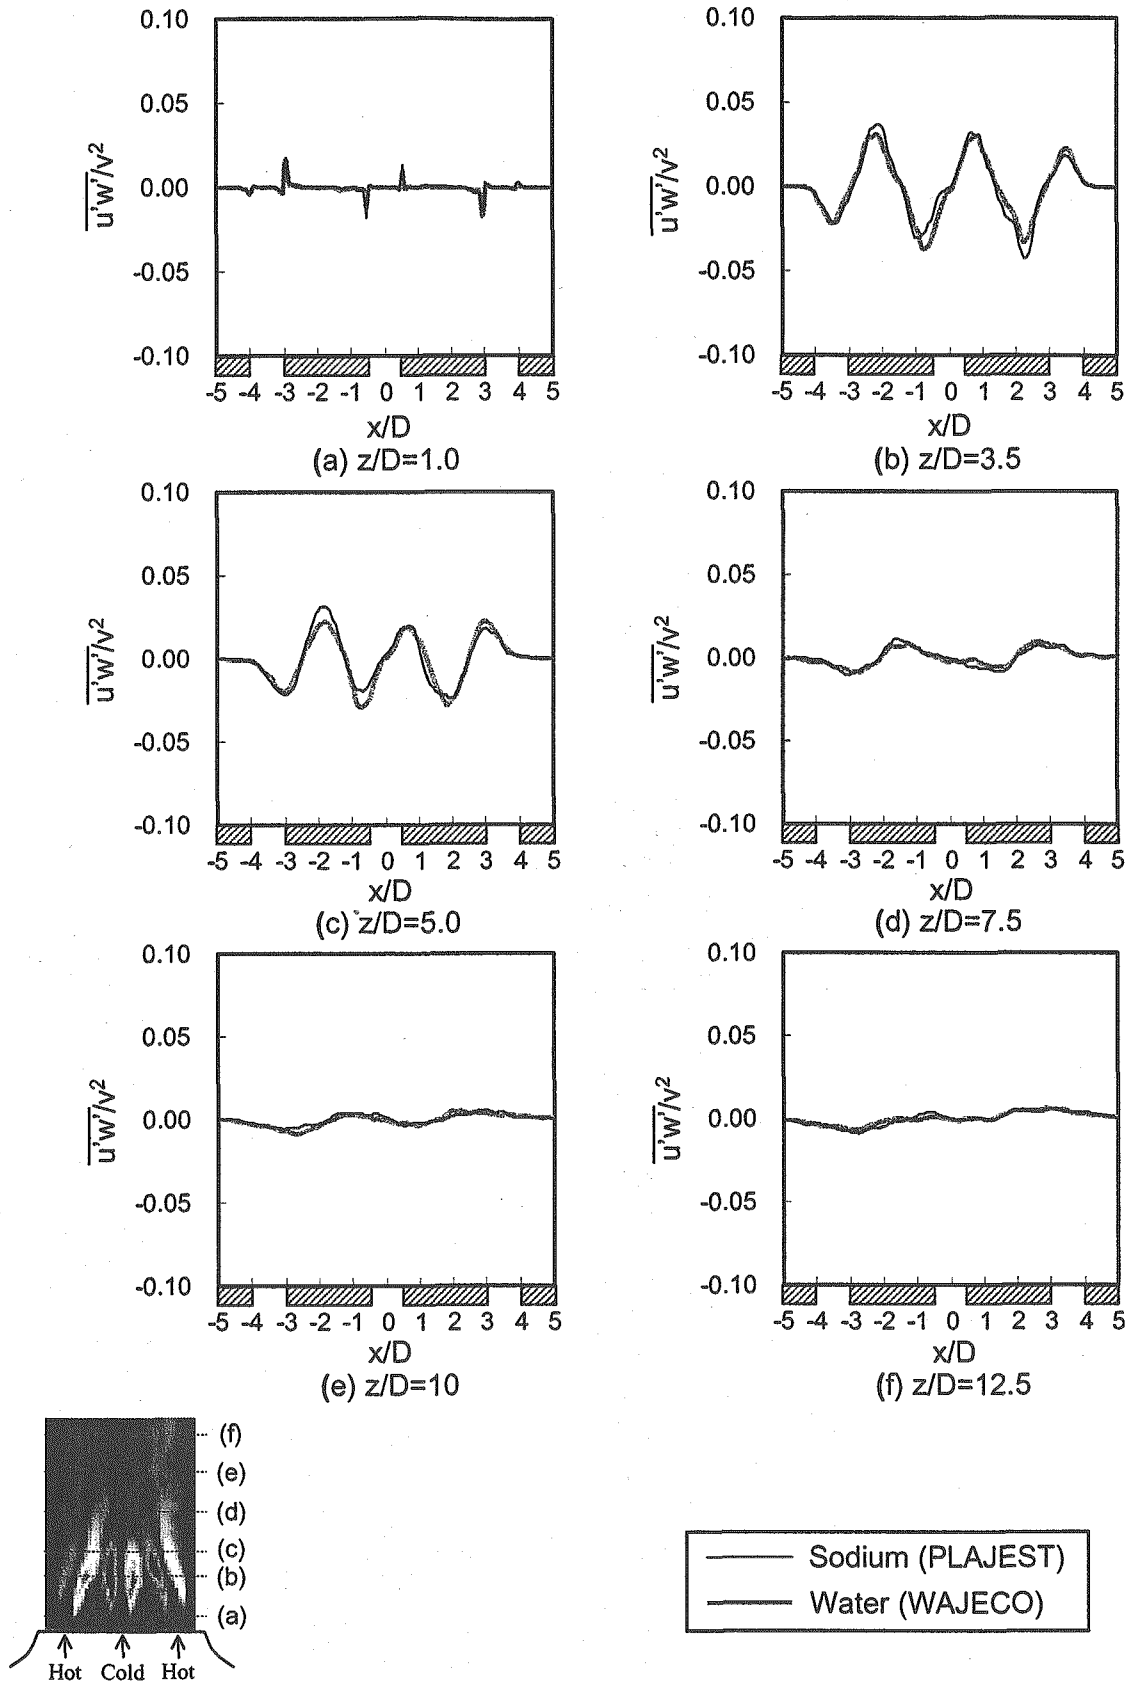 0.10
0.05
0.00
-0.05
-0.10
u'w'/v²
-5 -4 -3 -2 -1 0 1 2 3 4 5
x/D
(a) z/D=1.0
0.10
0.05
0.00
-0.05
-0.10
u'w'/v²
-5 -4 -3 -2 -1 0 1 2 3 4 5
x/D
(b) z/D=3.5
0.10
0.05
0.00
-0.05
-0.10
u'w'/v²
-5 -4 -3 -2 -1 0 1 2 3 4 5
x/D
(c) z/D=5.0
0.10
0.05
0.00
-0.05
-0.10
u'w'/v²
-5 -4 -3 -2 -1 0 1 2 3 4 5
x/D
(d) z/D=7.5
0.10
0.05
0.00
-0.05
-0.10
u'w'/v²
-5 -4 -3 -2 -1 0 1 2 3 4 5
x/D
(e) z/D=10
0.10
0.05
0.00
-0.05
-0.10
u'w'/v²
-5 -4 -3 -2 -1 0 1 2 3 4 5
x/D
(f) z/D=12.5
(f)
(e)
(d)
(c)
(b)
(a)
Hot Cold Hot
Sodium (PLAJEST)
Water (WAJECO)